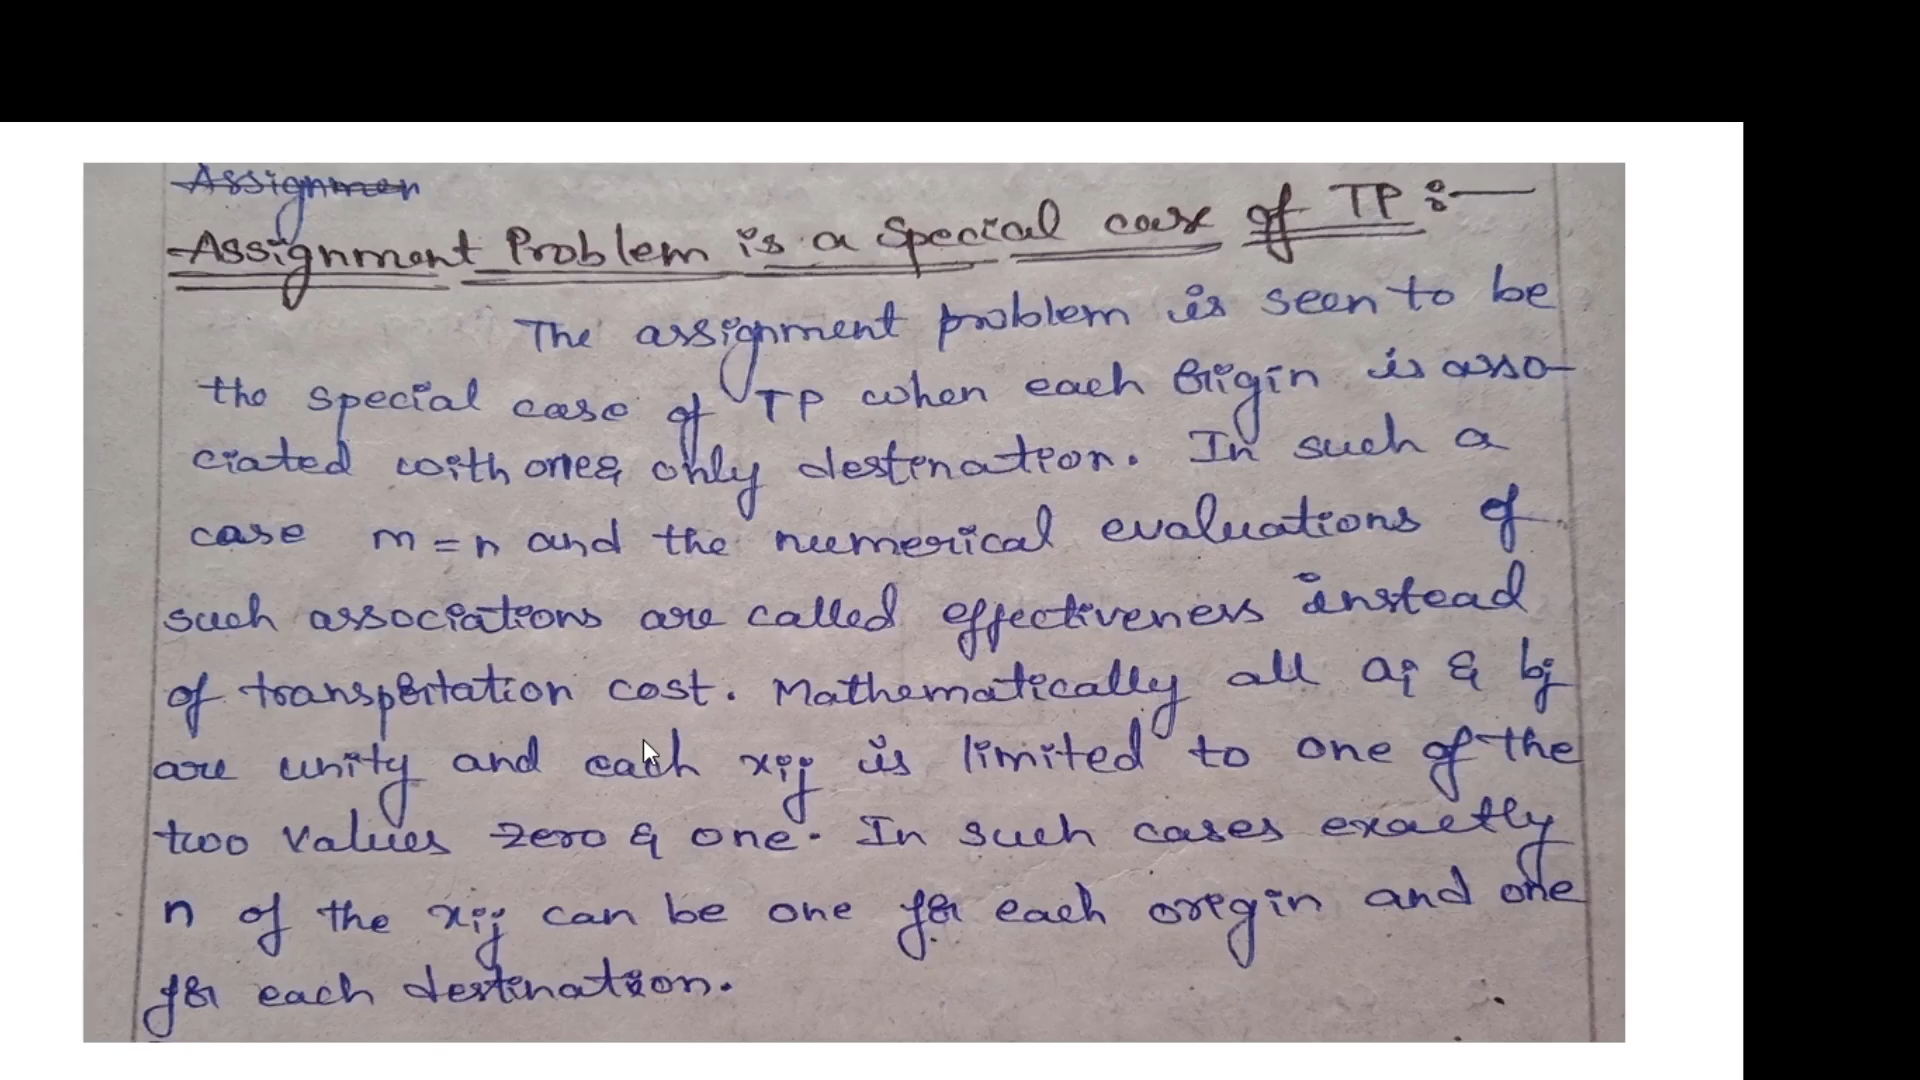 Assignmen
Assignment Problem is a special case of TP :—
The assignment problem is seen to be
the special case of TP when each origin is asso-
ciated with one & only destination. In such a
case m = n and the numerical evaluations of
such associations are called effectiveness instead
of transportation cost. Mathematically all ai & bj
are unity and each xij is limited to one of the
two values zero & one. In such cases exactly
n of the xij can be one for each origin and one
for each destination.